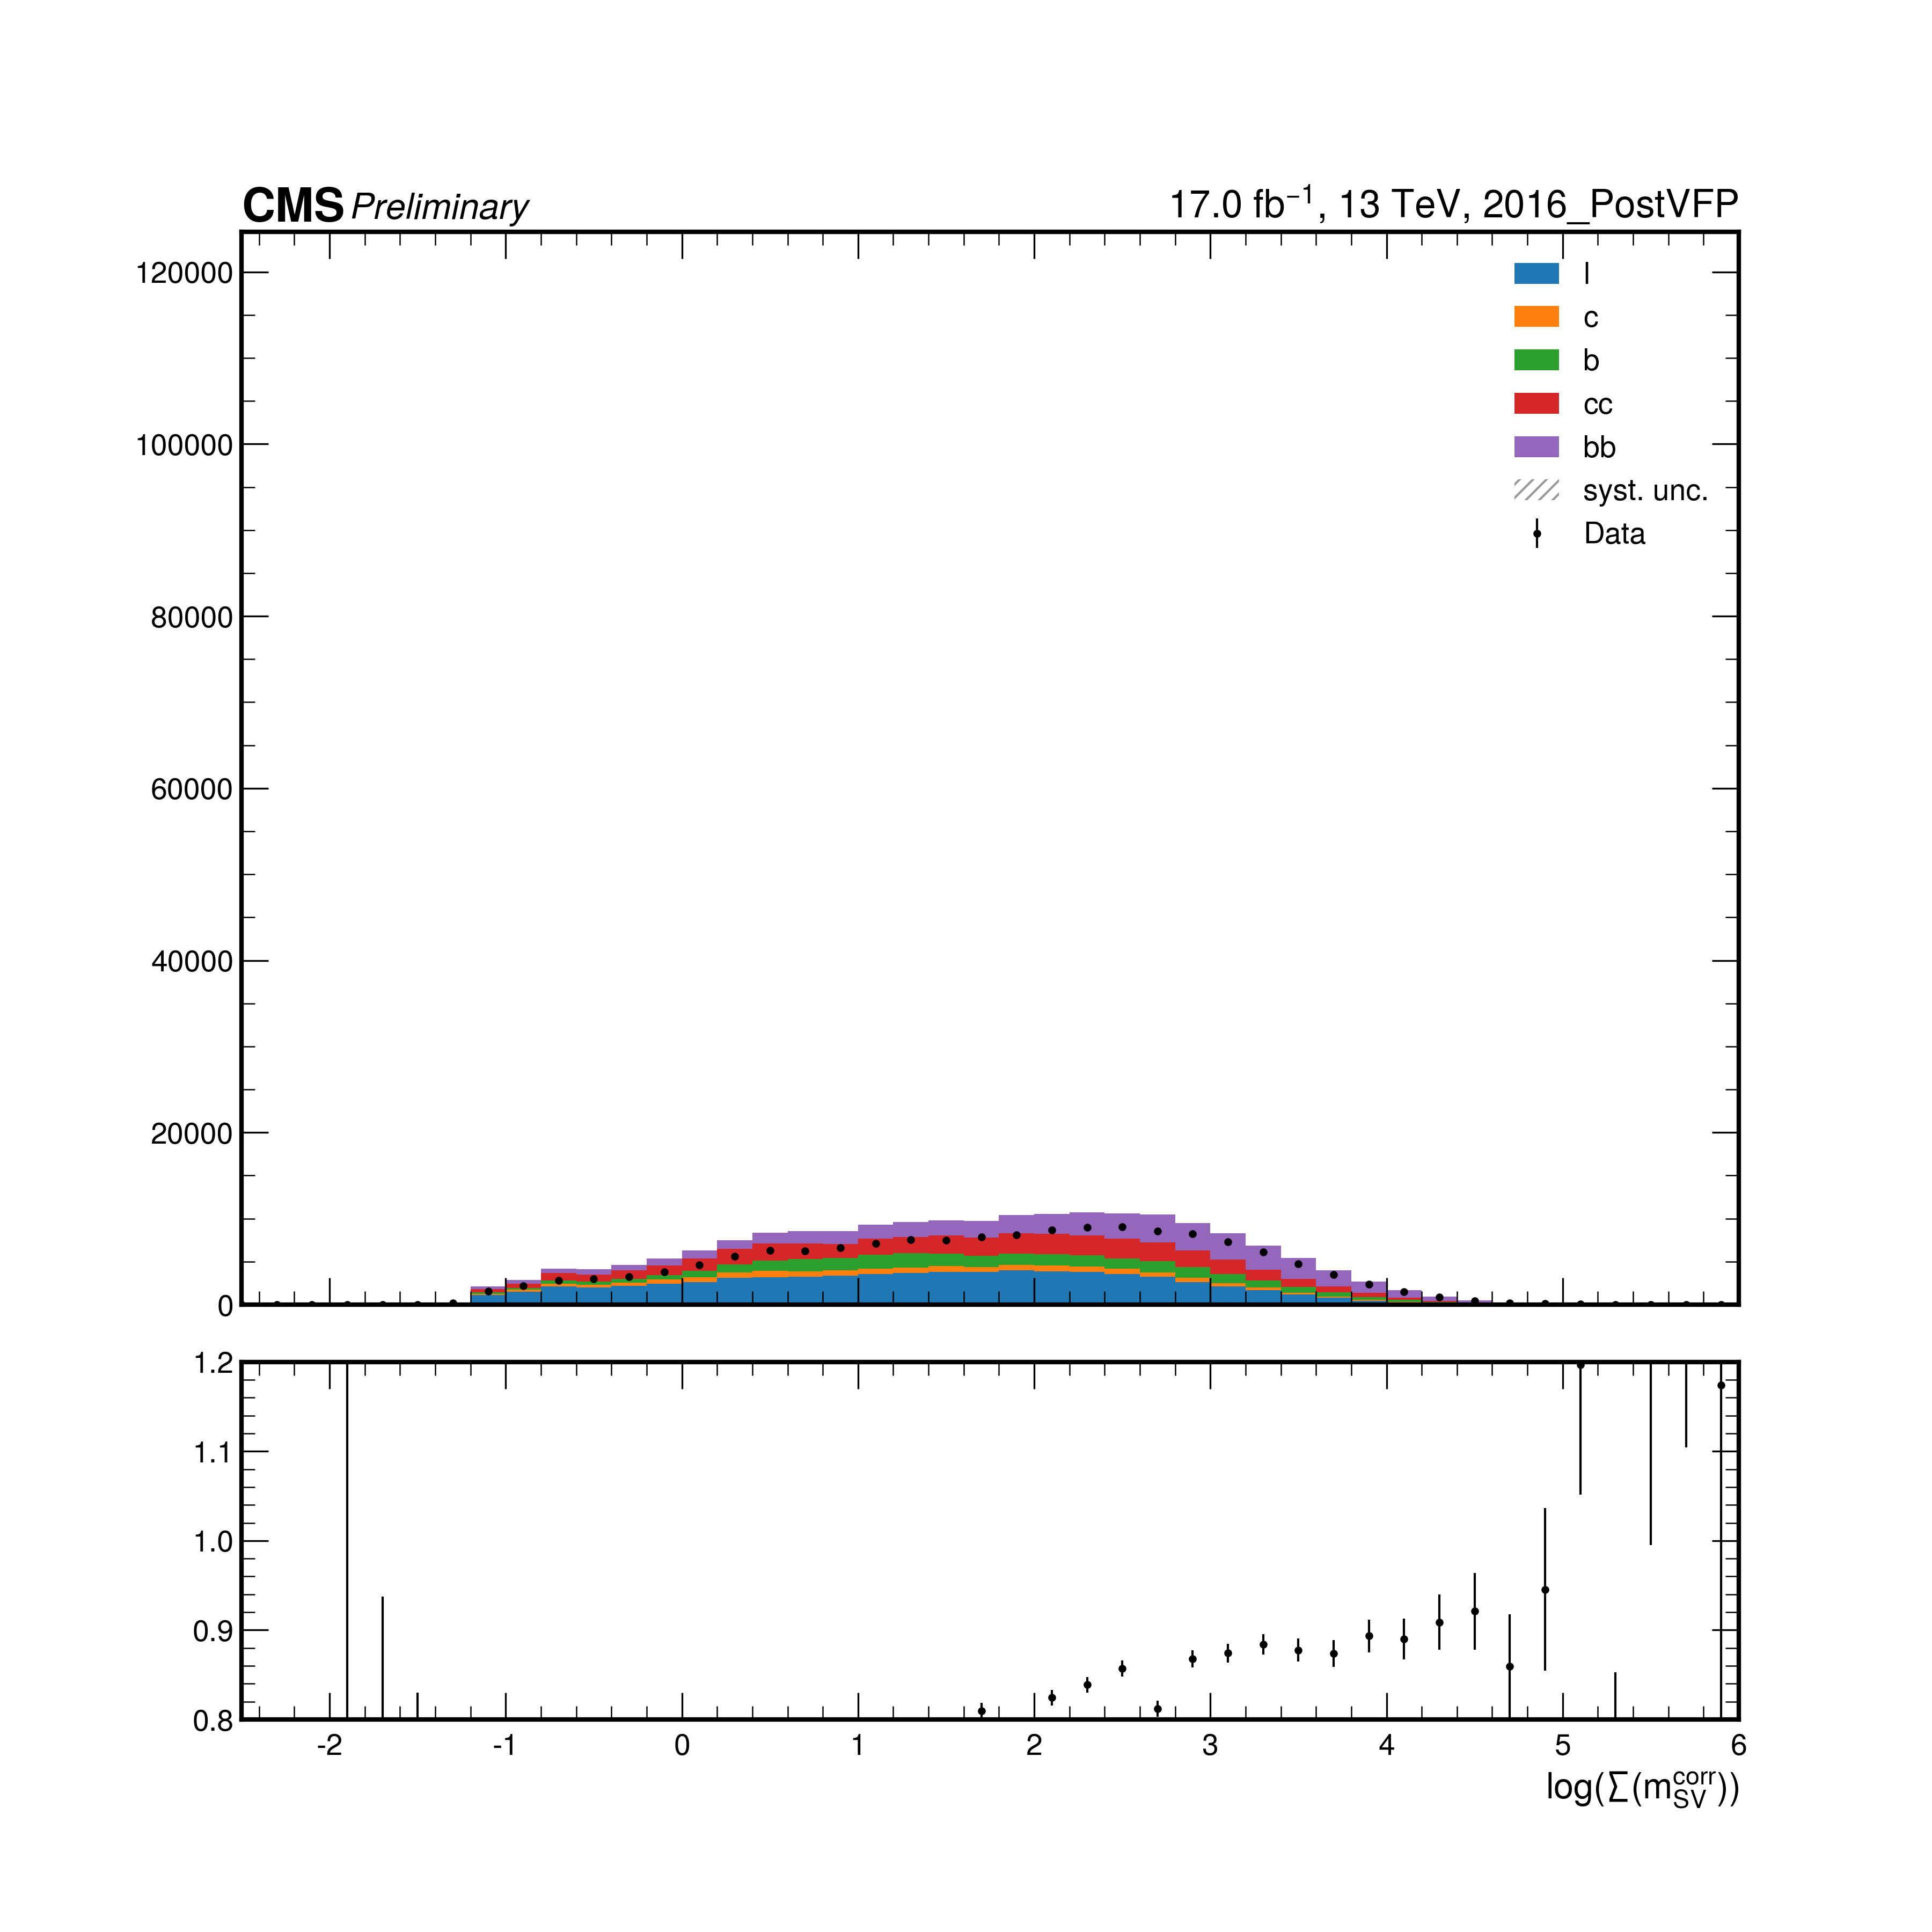 CMS Preliminary
17.0 fb⁻¹, 13 TeV, 2016_PostVFP
120000
100000
80000
60000
40000
20000
0
l
c
b
cc
bb
syst. unc.
Data
1.2
1.1
1.0
0.9
0.8
-2 -1 0 1 2 3 4 5 6
log(Σ(m_SV^corr))